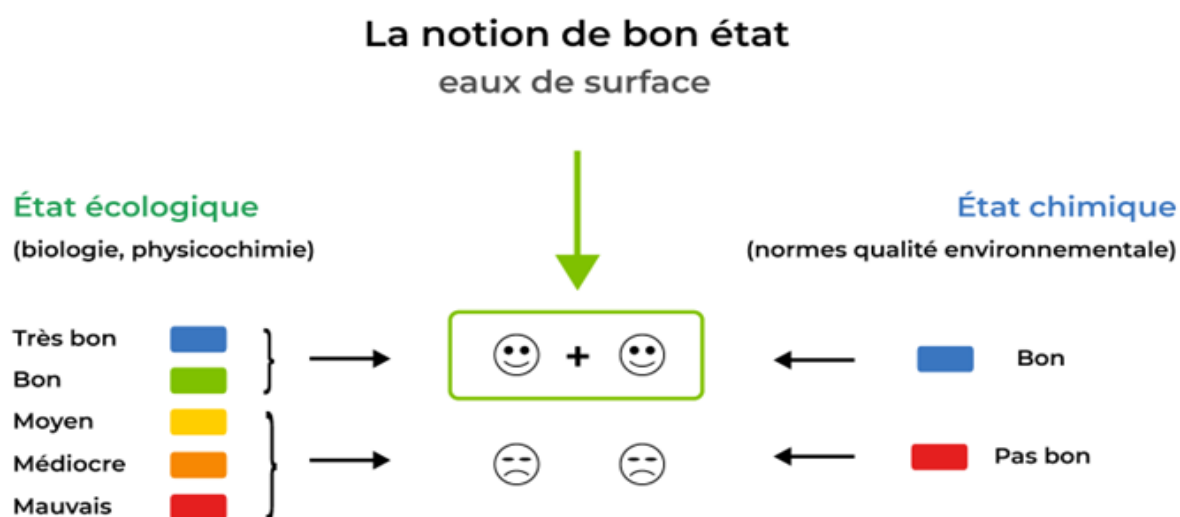 La notion de bon état
eaux de surface
État écologique
(biologie, physicochimie)
Très bon
Bon
Moyen
Médiocre
Mauvais
+
État chimique
(normes qualité environnementale)
Bon
Pas bon